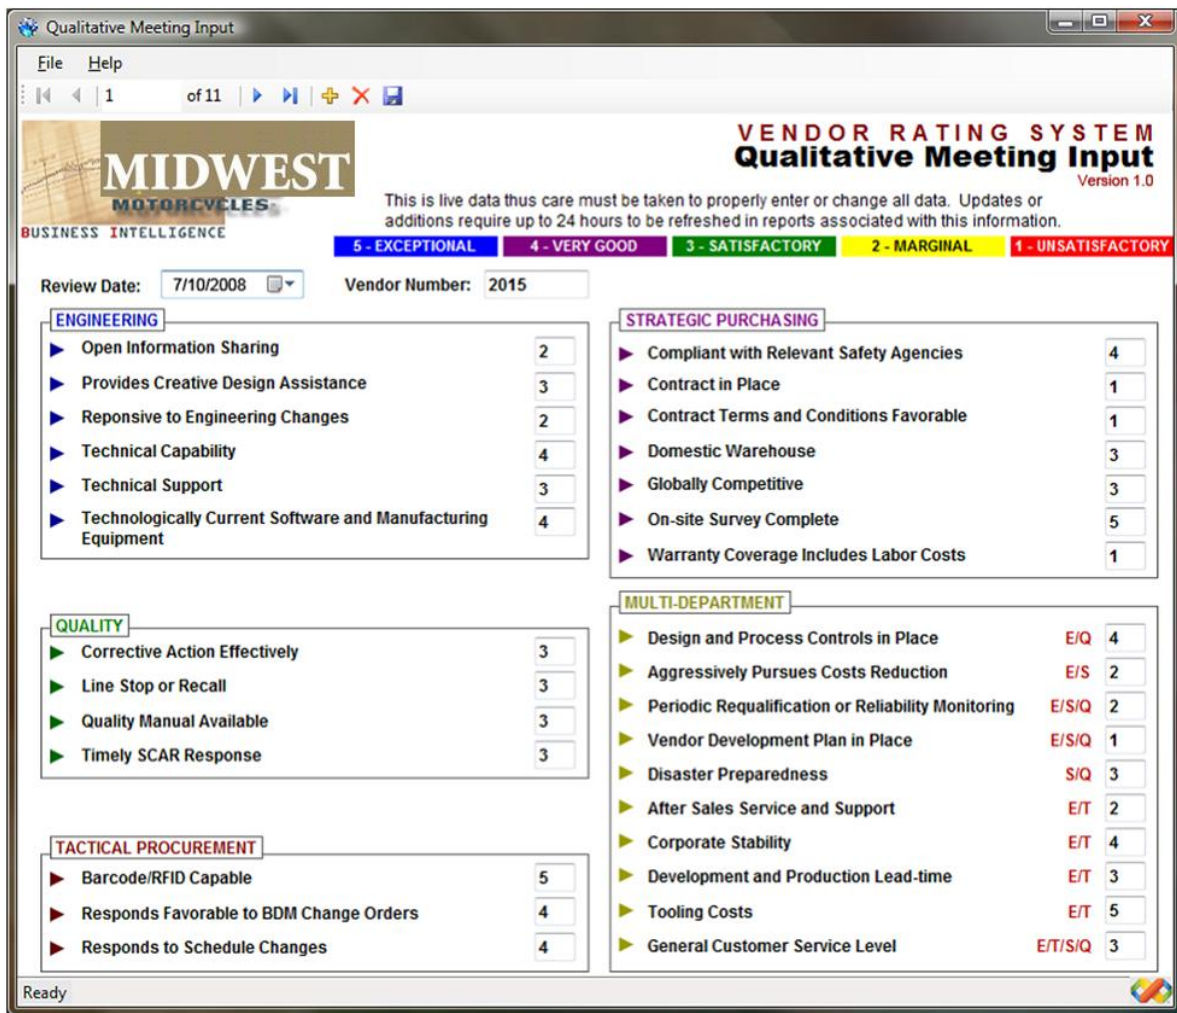 Qualitative Meeting Input
File Help
1 of 11
MIDWEST
MOTORCYCLES
BUSINESS INTELLIGENCE
VENDOR RATING SYSTEM
Qualitative Meeting Input
Version 1.0
This is live data thus care must be taken to properly enter or change all data. Updates or
additions require up to 24 hours to be refreshed in reports associated with this information.
5 - EXCEPTIONAL 4 - VERY GOOD 3 - SATISFACTORY 2 - MARGINAL 1 - UNSATISFACTORY
Review Date: 7/10/2008 Vendor Number: 2015
ENGINEERING
Open Information Sharing 2
Provides Creative Design Assistance 3
Reponsive to Engineering Changes 2
Technical Capability 4
Technical Support 3
Technologically Current Software and Manufacturing 4
Equipment
QUALITY
Corrective Action Effectively 3
Line Stop or Recall 3
Quality Manual Available 3
Timely SCAR Response 3
TACTICAL PROCUREMENT
Barcode/RFID Capable 5
Responds Favorable to BDM Change Orders 4
Responds to Schedule Changes 4
STRATEGIC PURCHASING
Compliant with Relevant Safety Agencies 4
Contract in Place 1
Contract Terms and Conditions Favorable 1
Domestic Warehouse 3
Globally Competitive 3
On-site Survey Complete 5
Warranty Coverage Includes Labor Costs 1
MULTI-DEPARTMENT
Design and Process Controls in Place E/Q 4
Aggressively Pursues Costs Reduction E/S 2
Periodic Requalification or Reliability Monitoring E/S/Q 2
Vendor Development Plan in Place E/S/Q 1
Disaster Preparedness S/Q 3
After Sales Service and Support E/T 2
Corporate Stability E/T 4
Development and Production Lead-time E/T 3
Tooling Costs E/T 5
General Customer Service Level E/T/S/Q 3
Ready